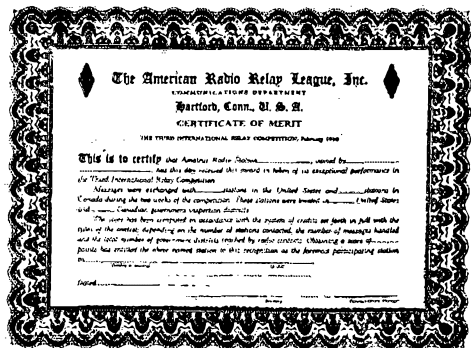 The American Radio Relay League, Inc.
COMMUNICATIONS DEPARTMENT
Hartford, Conn., U. S. A.
CERTIFICATE OF MERIT
THE THIRD INTERNATIONAL RELAY COMPETITION, February
This is to certify that Amateur Radio Station owned by
has this day received this award in token of its exceptional performance in
the Third International Relay Competition
Messages were exchanged with stations in the United States and stations in
Canada during the two weeks of the competition. These stations were located in United States
and Canadian government inspection districts
The score has been computed in accordance with the system of credits set forth in full with the
rules of the contest, depending on the number of stations contacted, the number of messages handled
and the total number of government districts reached by radio contacts. Obtaining a score of
points has entitled the above named station to this recognition as the foremost participating station
in
Secretary Communications Manager